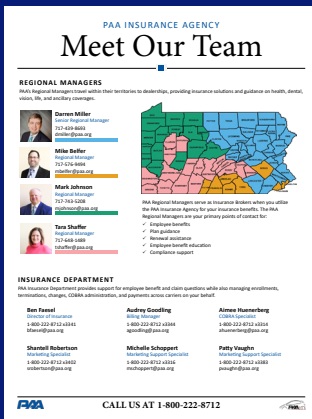 PAA INSURANCE AGENCY
Meet Our Team
REGIONAL MANAGERS
PAA's Regional Managers travel within their territories to dealerships, providing insurance solutions and guidance on health, dental,
vision, life, and ancillary coverages.
Darren Miller
Senior Regional Manager
717-439-8693
dmiller@paa.org
Mike Belfer
Regional Manager
717-576-9494
mbelfer@paa.org
Mark Johnson
Regional Manager
717-743-5208
mjohnson@paa.org
Tara Shaffer
Regional Manager
717-648-1489
tshaffer@paa.org
PAA Regional Managers serve as Insurance Brokers when you utilize
the PAA Insurance Agency for your insurance benefits. The PAA
Regional Managers are your primary points of contact for:
✓ Employee benefits
✓ Plan guidance
✓ Renewal assistance
✓ Employee benefit education
✓ Compliance support
INSURANCE DEPARTMENT
PAA Insurance Department provides support for employee benefit and claim questions while also managing enrollments,
terminations, changes, COBRA administration, and payments across carriers on your behalf.
Ben Faesel
Director of Insurance
1-800-222-8712 x3341
bfaesel@paa.org
Audrey Goodling
Billing Manager
1-800-222-8712 x3344
agoodling@paa.org
Aimee Huenerburg
COBRA Specialist
1-800-222-8712 x3314
ahuenerberg@paa.org
Shantell Robertson
Marketing Specialist
1-800-222-8712 x3402
srobertson@paa.org
Michelle Schoppert
Marketing Support Specialist
1-800-222-8712 x3316
mschoppert@paa.org
Patty Vaughn
Marketing Support Specialist
1-800-222-8712 x3383
pvaughn@paa.org
PAA
CALL US AT 1-800-222-8712